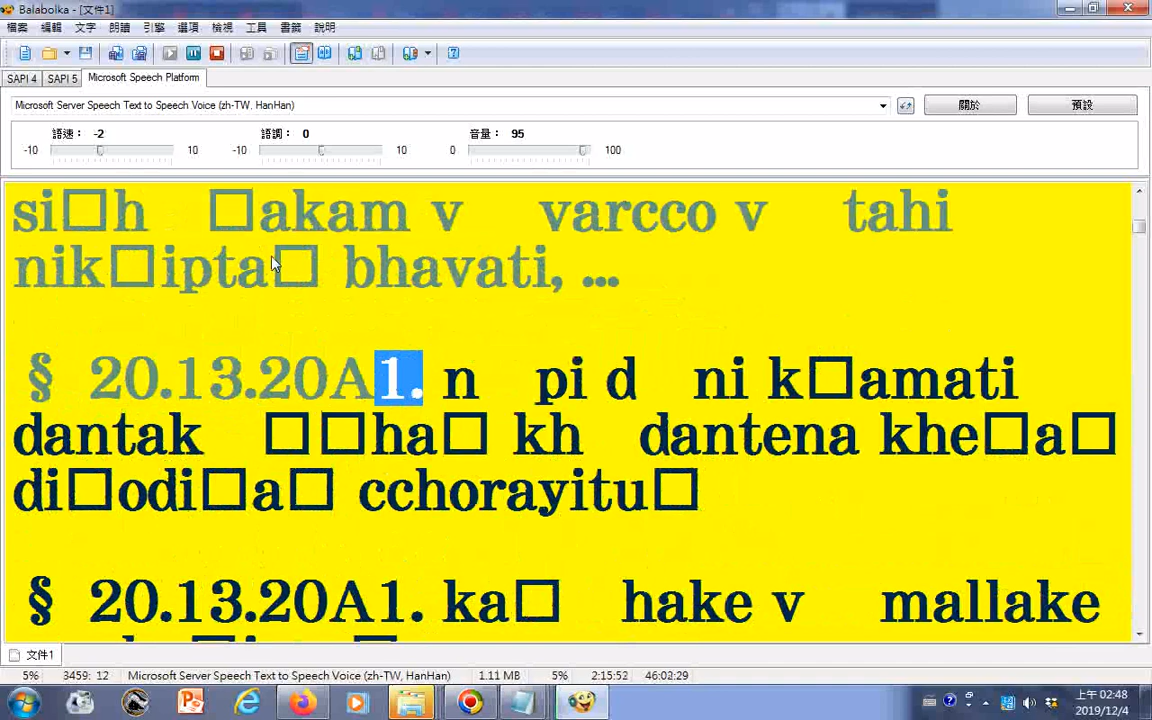 Balabolka - [文件1]
檔案 編輯 文字 朗讀 引擎 選項 檢視 工具 書籤 說明
SAPI 4 SAPI 5 Microsoft Speech Platform
Microsoft Server Speech Text to Speech Voice (zh-TW, HanHan) 關於 預設
語速： -2 語調： 0 音量： 95
-10 10 -10 10 0 100
si□h □akam v varcco v tahi
nik□ipta□ bhavati, ...
§ 20.13.20A1. n pi d ni k□amati
dantak □□ha□ kh dantena khe□a□
di□odi□a□ cchorayitu□
§ 20.13.20A1. ka□ hake v mallake
文件1
5% 3459: 12 Microsoft Server Speech Text to Speech Voice (zh-TW, HanHan) 1.11 MB 5% 2:15:52 46:02:29
上午 02:48
2019/12/4